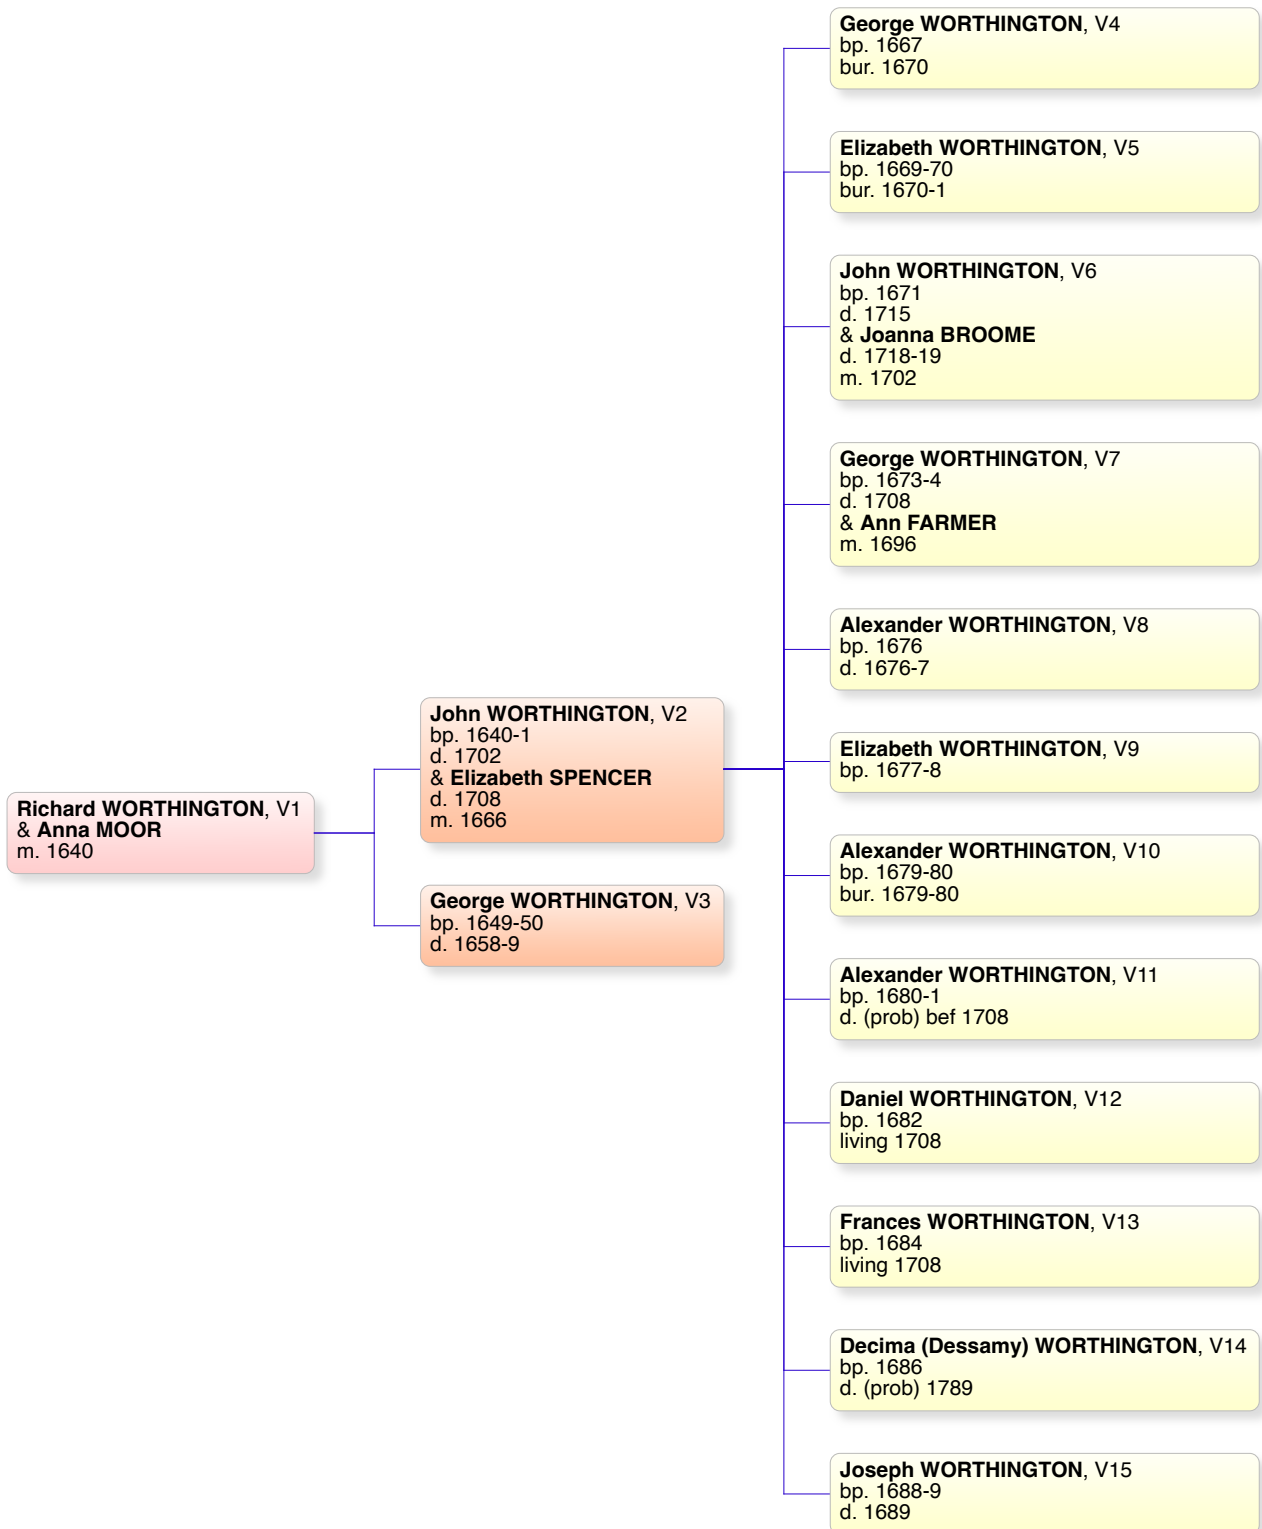 George WORTHINGTON, V4
bp. 1667
bur. 1670
Elizabeth WORTHINGTON, V5
bp. 1669-70
bur. 1670-1
John WORTHINGTON, V6
bp. 1671
d. 1715
& Joanna BROOME
d. 1718-19
m. 1702
George WORTHINGTON, V7
bp. 1673-4
d. 1708
& Ann FARMER
m. 1696
Alexander WORTHINGTON, V8
bp. 1676
d. 1676-7
John WORTHINGTON, V2
bp. 1640-1
d. 1702
& Elizabeth SPENCER
d. 1708
m. 1666
Elizabeth WORTHINGTON, V9
bp. 1677-8
Richard WORTHINGTON, V1
& Anna MOOR
m. 1640
Alexander WORTHINGTON, V10
bp. 1679-80
bur. 1679-80
George WORTHINGTON, V3
bp. 1649-50
d. 1658-9
Alexander WORTHINGTON, V11
bp. 1680-1
d. (prob) bef 1708
Daniel WORTHINGTON, V12
bp. 1682
living 1708
Frances WORTHINGTON, V13
bp. 1684
living 1708
Decima (Dessamy) WORTHINGTON, V14
bp. 1686
d. (prob) 1789
Joseph WORTHINGTON, V15
bp. 1688-9
d. 1689